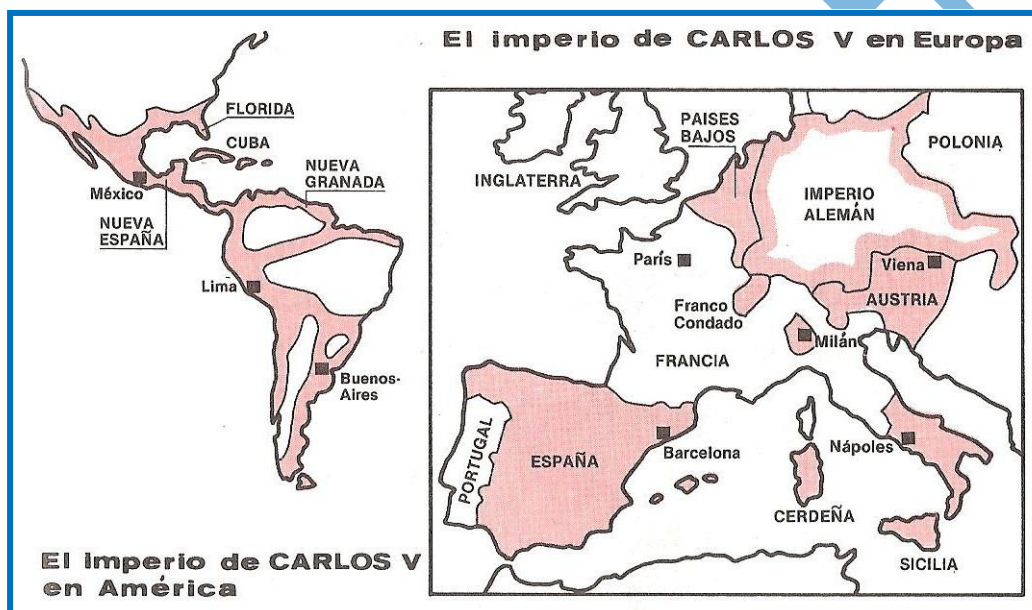 El imperio de CARLOS V en Europa
FLORIDA
CUBA
NUEVA
GRANADA
México
NUEVA
ESPAÑA
Lima
Buenos-
Aires
El Imperio de CARLOS V
en América
PAISES
BAJOS
POLONIA
INGLATERRA
IMPERIO
ALEMÁN
París
Viena
AUSTRIA
Franco
Condado
Milán
FRANCIA
PORTUGAL
ESPAÑA
Barcelona
Nápoles
CERDEÑA
SICILIA